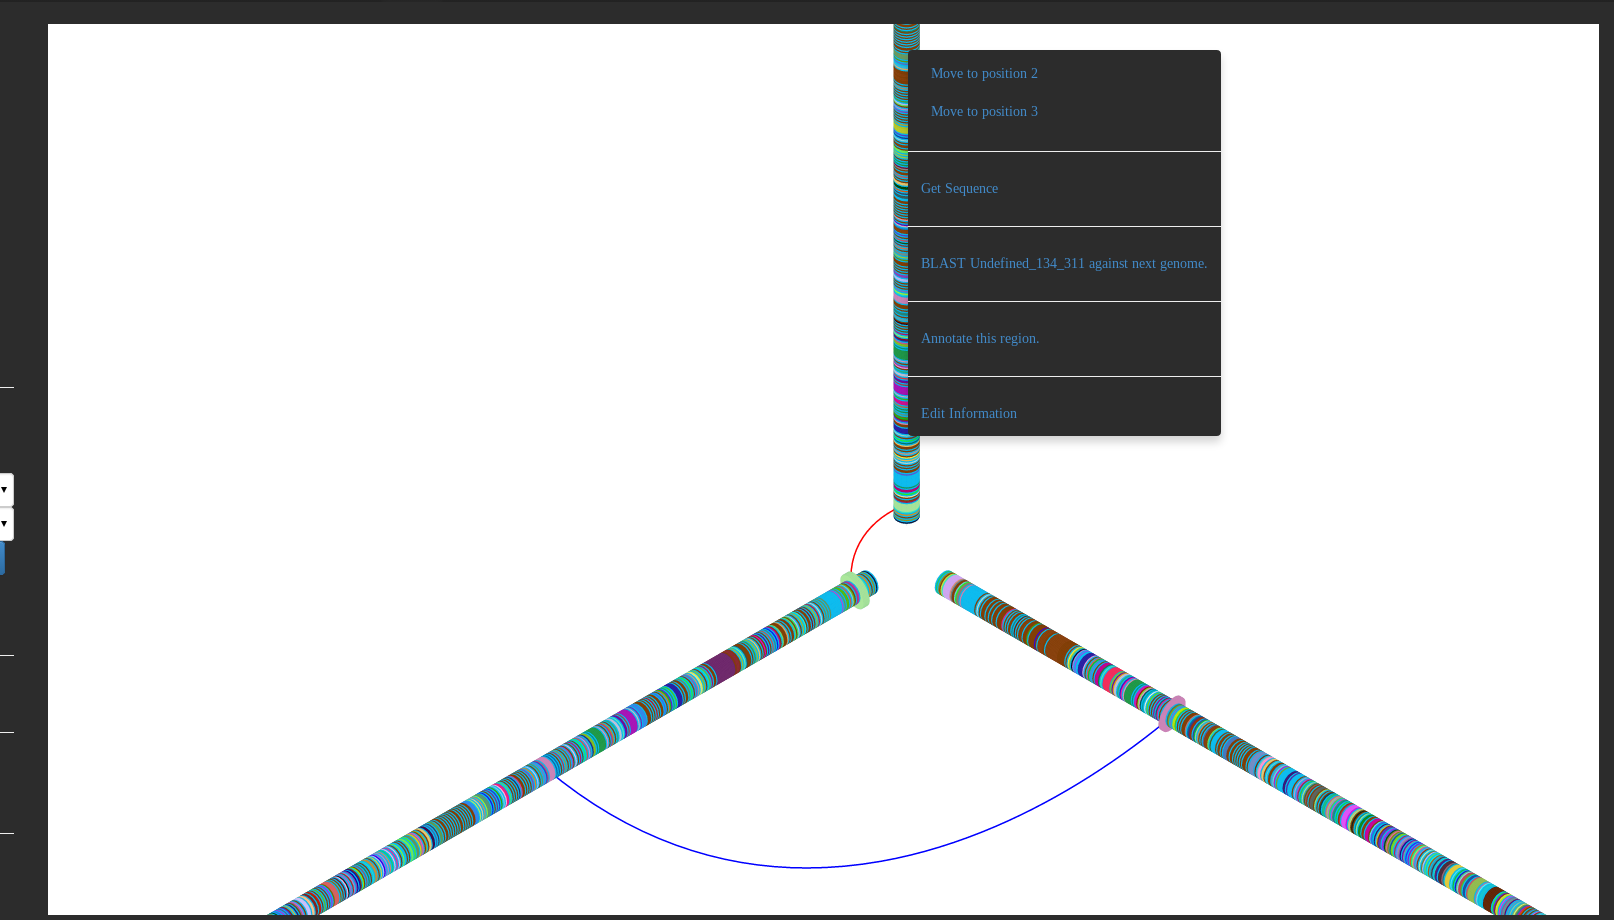 Move to position 2
Move to position 3
Get Sequence
BLAST Undefined_134_311 against next genome.
Annotate this region.
Edit Information